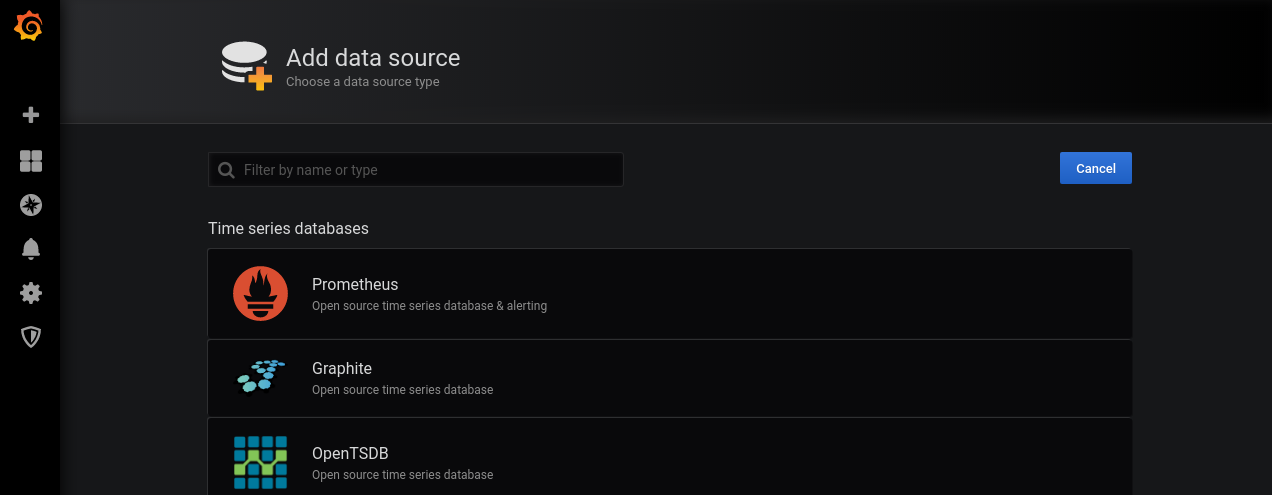 Add data source
Choose a data source type
Filter by name or type
Cancel
Time series databases
Prometheus
Open source time series database & alerting
Graphite
Open source time series database
OpenTSDB
Open source time series database